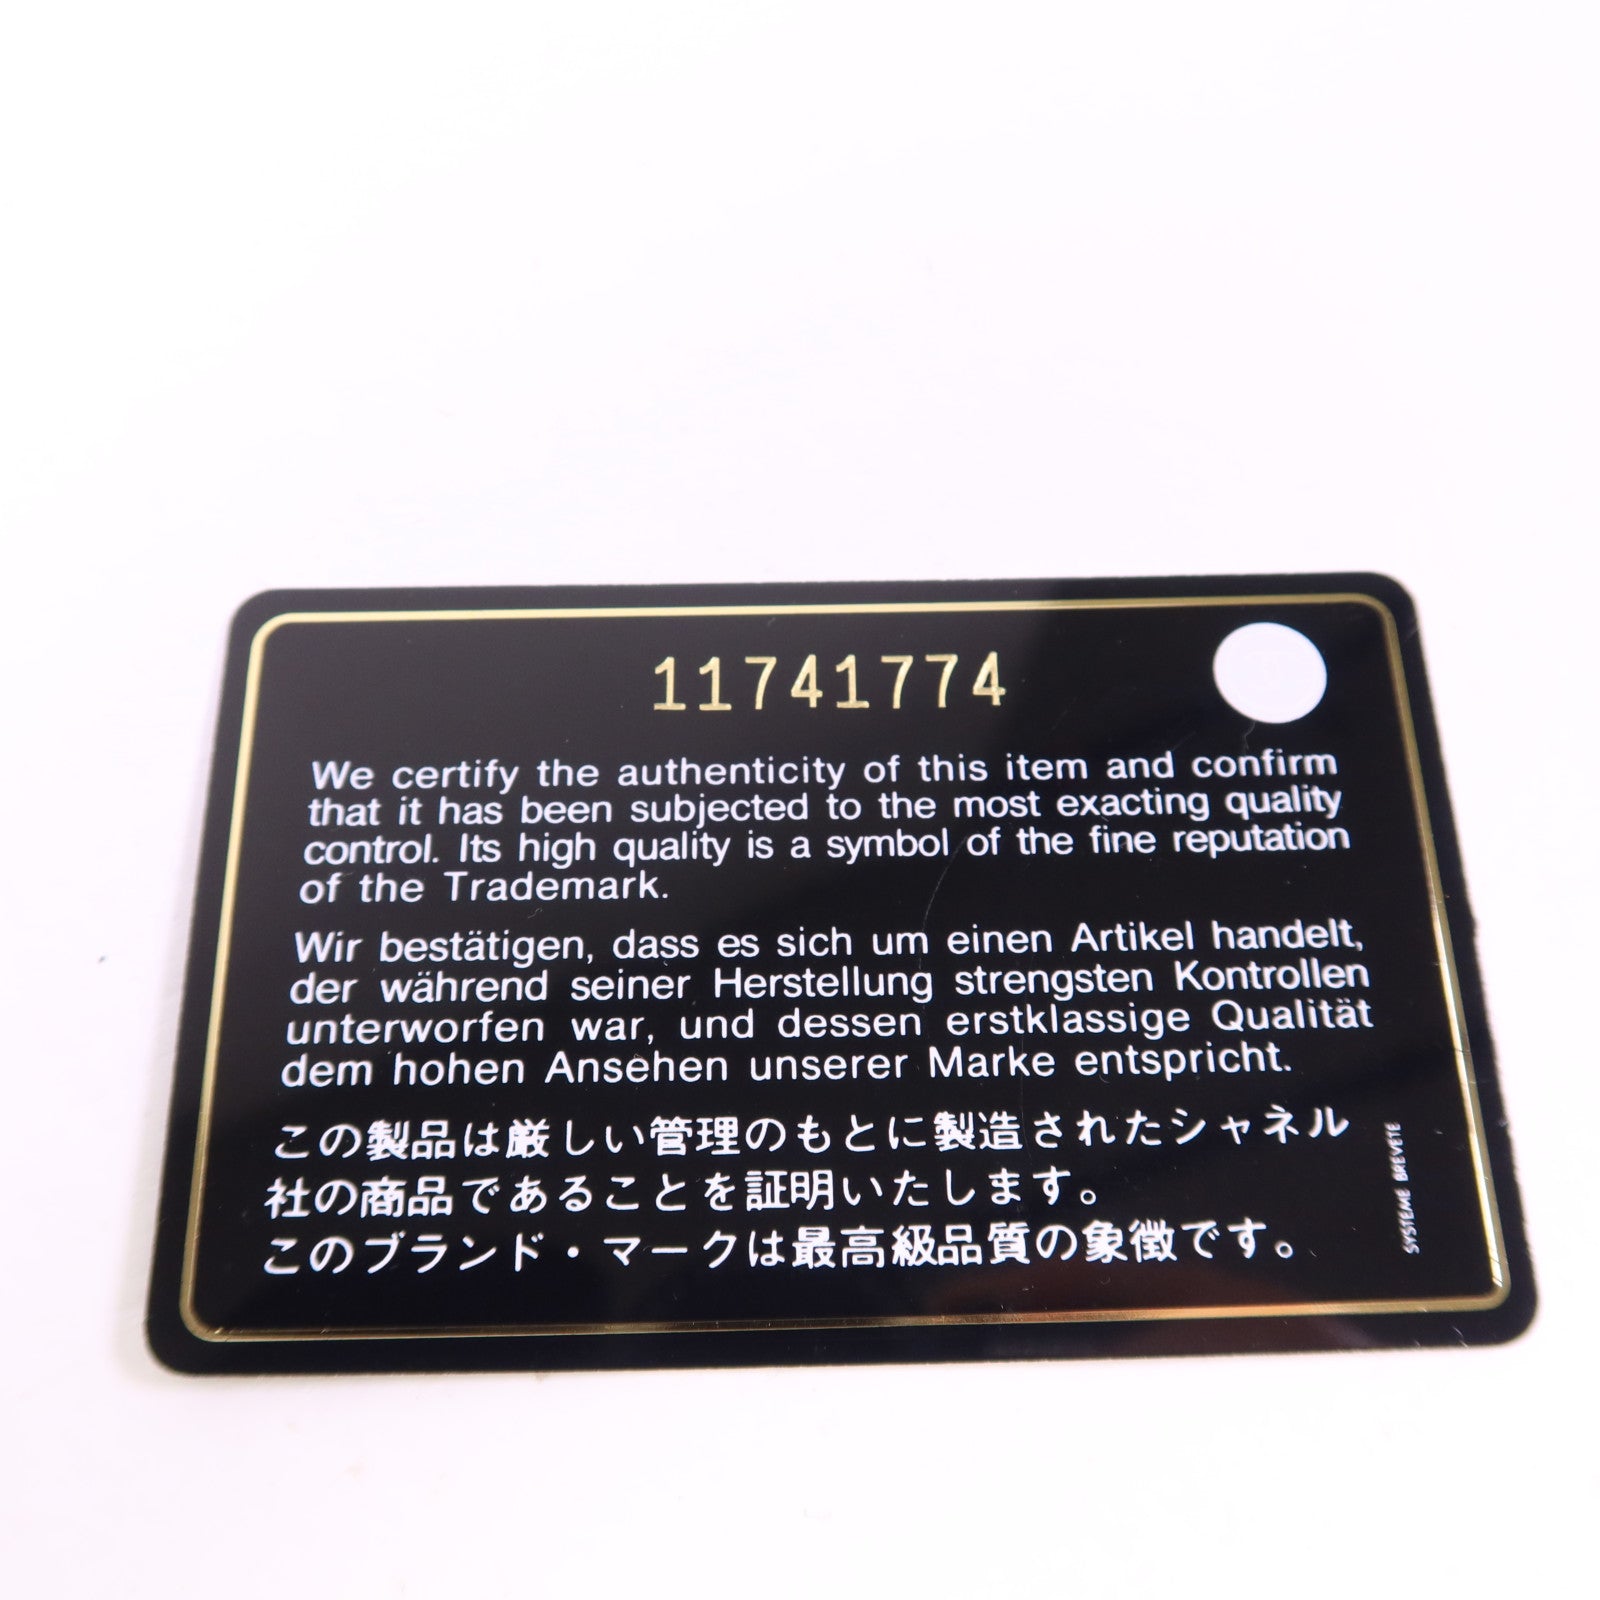 11741774
We certify the authenticity of this item and confirm
that it has been subjected to the most exacting quality
control. Its high quality is a symbol of the fine reputation
of the Trademark.
Wir bestätigen, dass es sich um einen Artikel handelt,
der während seiner Herstellung strengsten Kontrollen
unterworfen war, und dessen erstklassige Qualität
dem hohen Ansehen unserer Marke entspricht.
この製品は厳しい管理のもとに製造されたシャネル
社の商品であることを証明いたします。
このブランド・マークは最高級品質の象徴です。
SYSTEME BREVETE